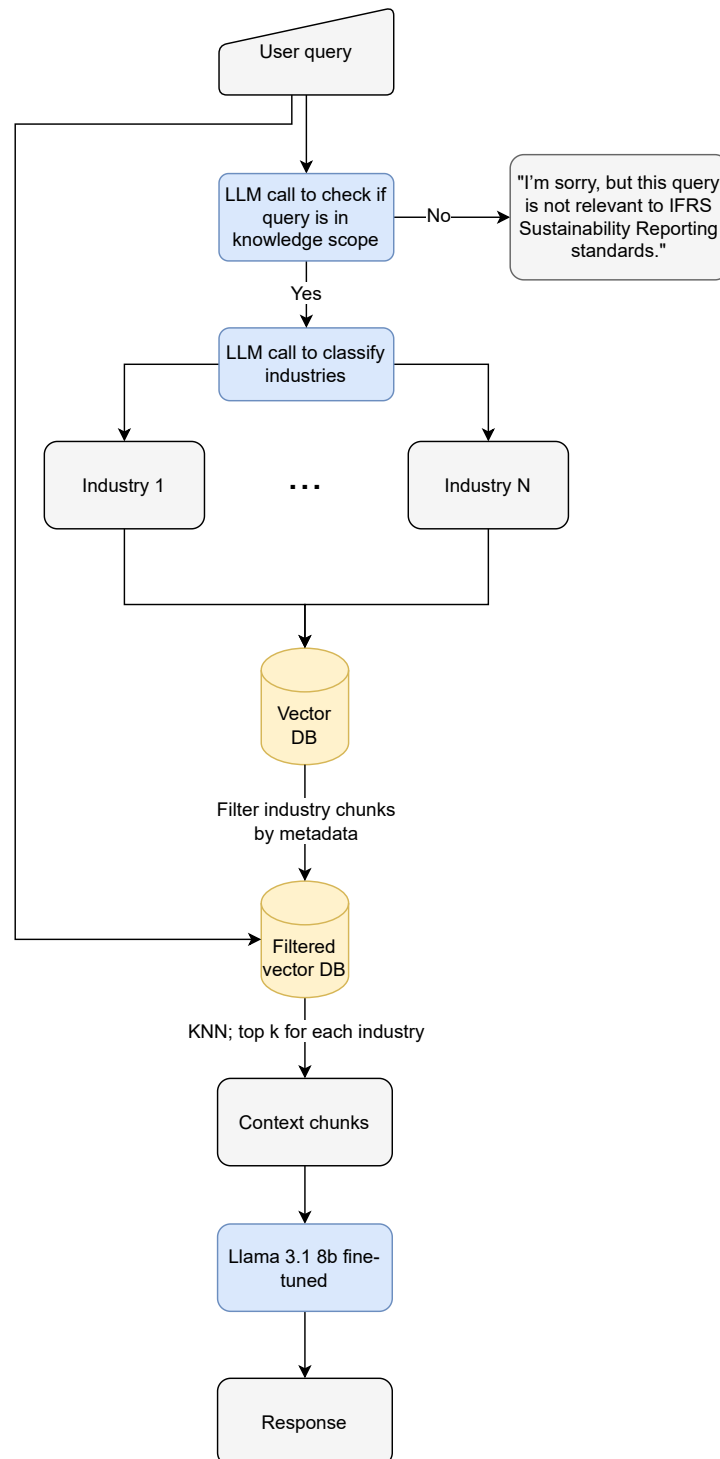 User query
LLM call to check if
query is in
knowledge scope
No
"I’m sorry, but this query
is not relevant to IFRS
Sustainability Reporting
standards."
Yes
LLM call to classify
industries
Industry 1
...
Industry N
Vector
DB
Filter industry chunks
by metadata
Filtered
vector DB
KNN; top k for each industry
Context chunks
Llama 3.1 8b fine-
tuned
Response